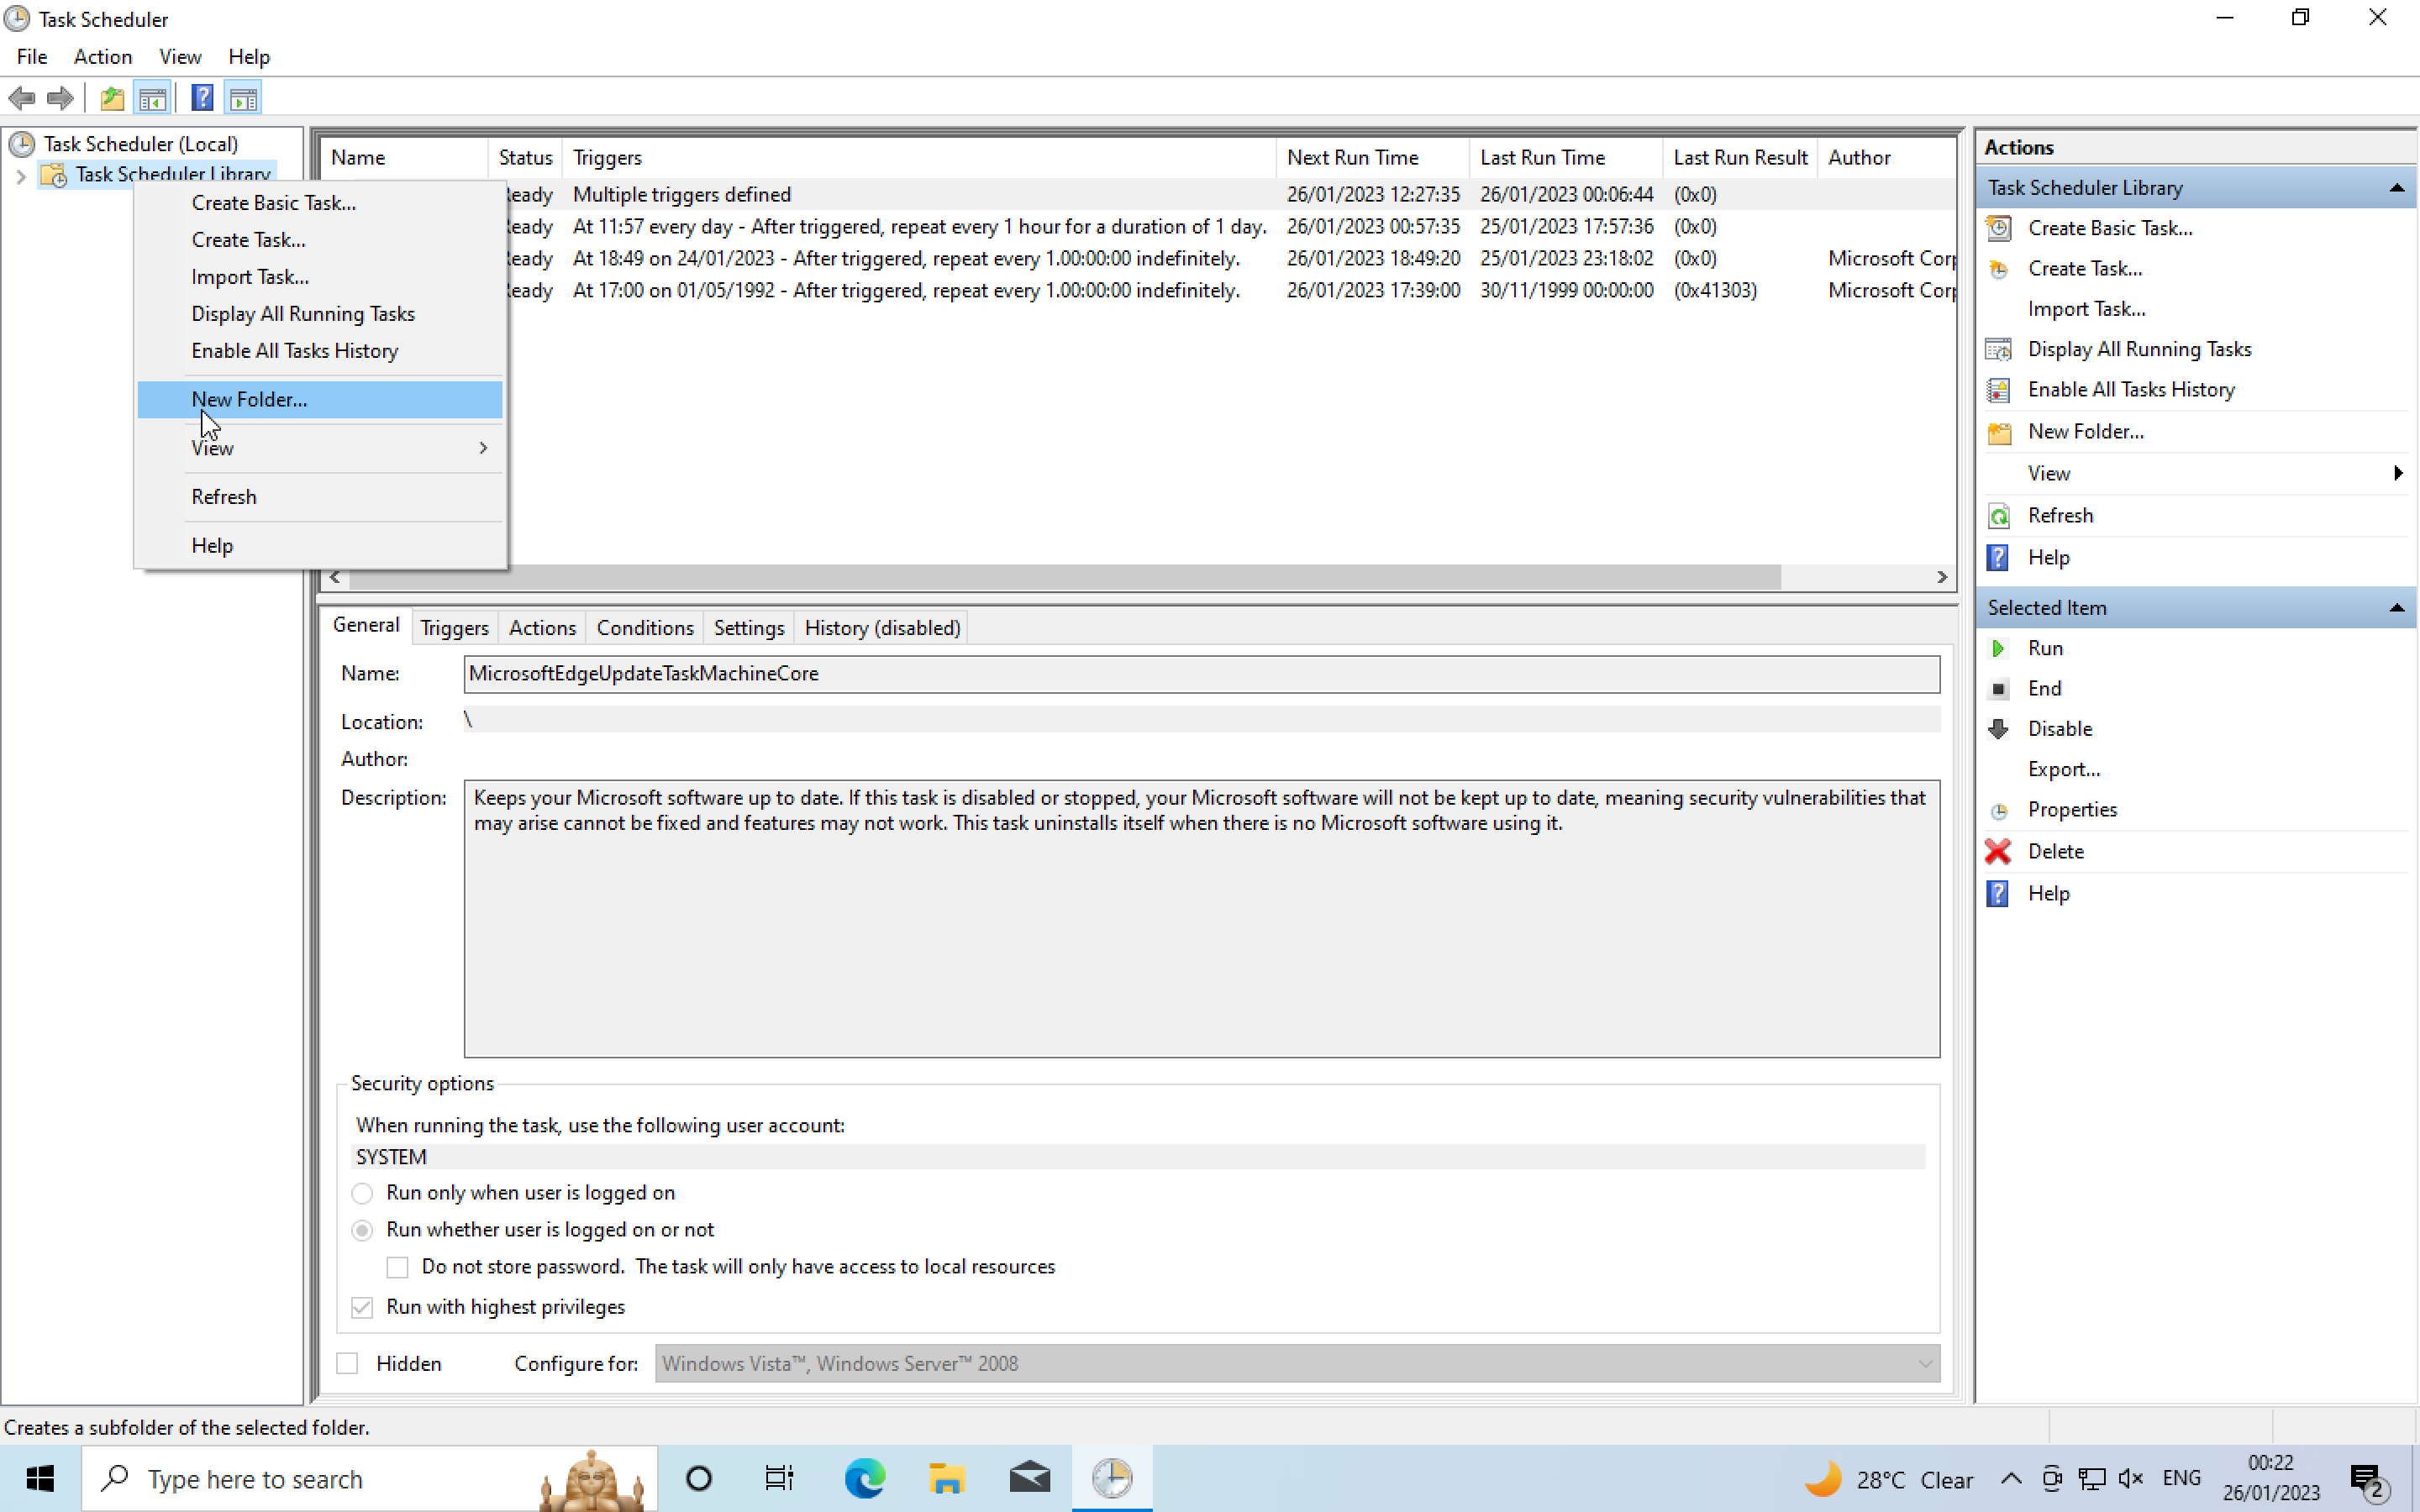 Task Scheduler
File Action View Help
Task Scheduler (Local)
Task Scheduler Library
Create Basic Task...
Create Task...
Import Task...
Display All Running Tasks
Enable All Tasks History
New Folder...
View
Refresh
Help
Name Status Triggers Next Run Time Last Run Time Last Run Result Author
Ready Multiple triggers defined 26/01/2023 12:27:35 26/01/2023 00:06:44 (0x0)
Ready At 11:57 every day - After triggered, repeat every 1 hour for a duration of 1 day. 26/01/2023 00:57:35 25/01/2023 17:57:36 (0x0)
Ready At 18:49 on 24/01/2023 - After triggered, repeat every 1.00:00:00 indefinitely. 26/01/2023 18:49:20 25/01/2023 23:18:02 (0x0) Microsoft Corp
Ready At 17:00 on 01/05/1992 - After triggered, repeat every 1.00:00:00 indefinitely. 26/01/2023 17:39:00 30/11/1999 00:00:00 (0x41303) Microsoft Corp
General Triggers Actions Conditions Settings History (disabled)
Name: MicrosoftEdgeUpdateTaskMachineCore
Location: \
Author:
Description: Keeps your Microsoft software up to date. If this task is disabled or stopped, your Microsoft software will not be kept up to date, meaning security vulnerabilities that
may arise cannot be fixed and features may not work. This task uninstalls itself when there is no Microsoft software using it.
Security options
When running the task, use the following user account:
SYSTEM
Run only when user is logged on
Run whether user is logged on or not
Do not store password. The task will only have access to local resources
Run with highest privileges
Hidden Configure for: Windows Vista™, Windows Server™ 2008
Actions
Task Scheduler Library
Create Basic Task...
Create Task...
Import Task...
Display All Running Tasks
Enable All Tasks History
New Folder...
View
Refresh
Help
Selected Item
Run
End
Disable
Export...
Properties
Delete
Help
Creates a subfolder of the selected folder.
Type here to search
28°C Clear
ENG
00:22
26/01/2023
2